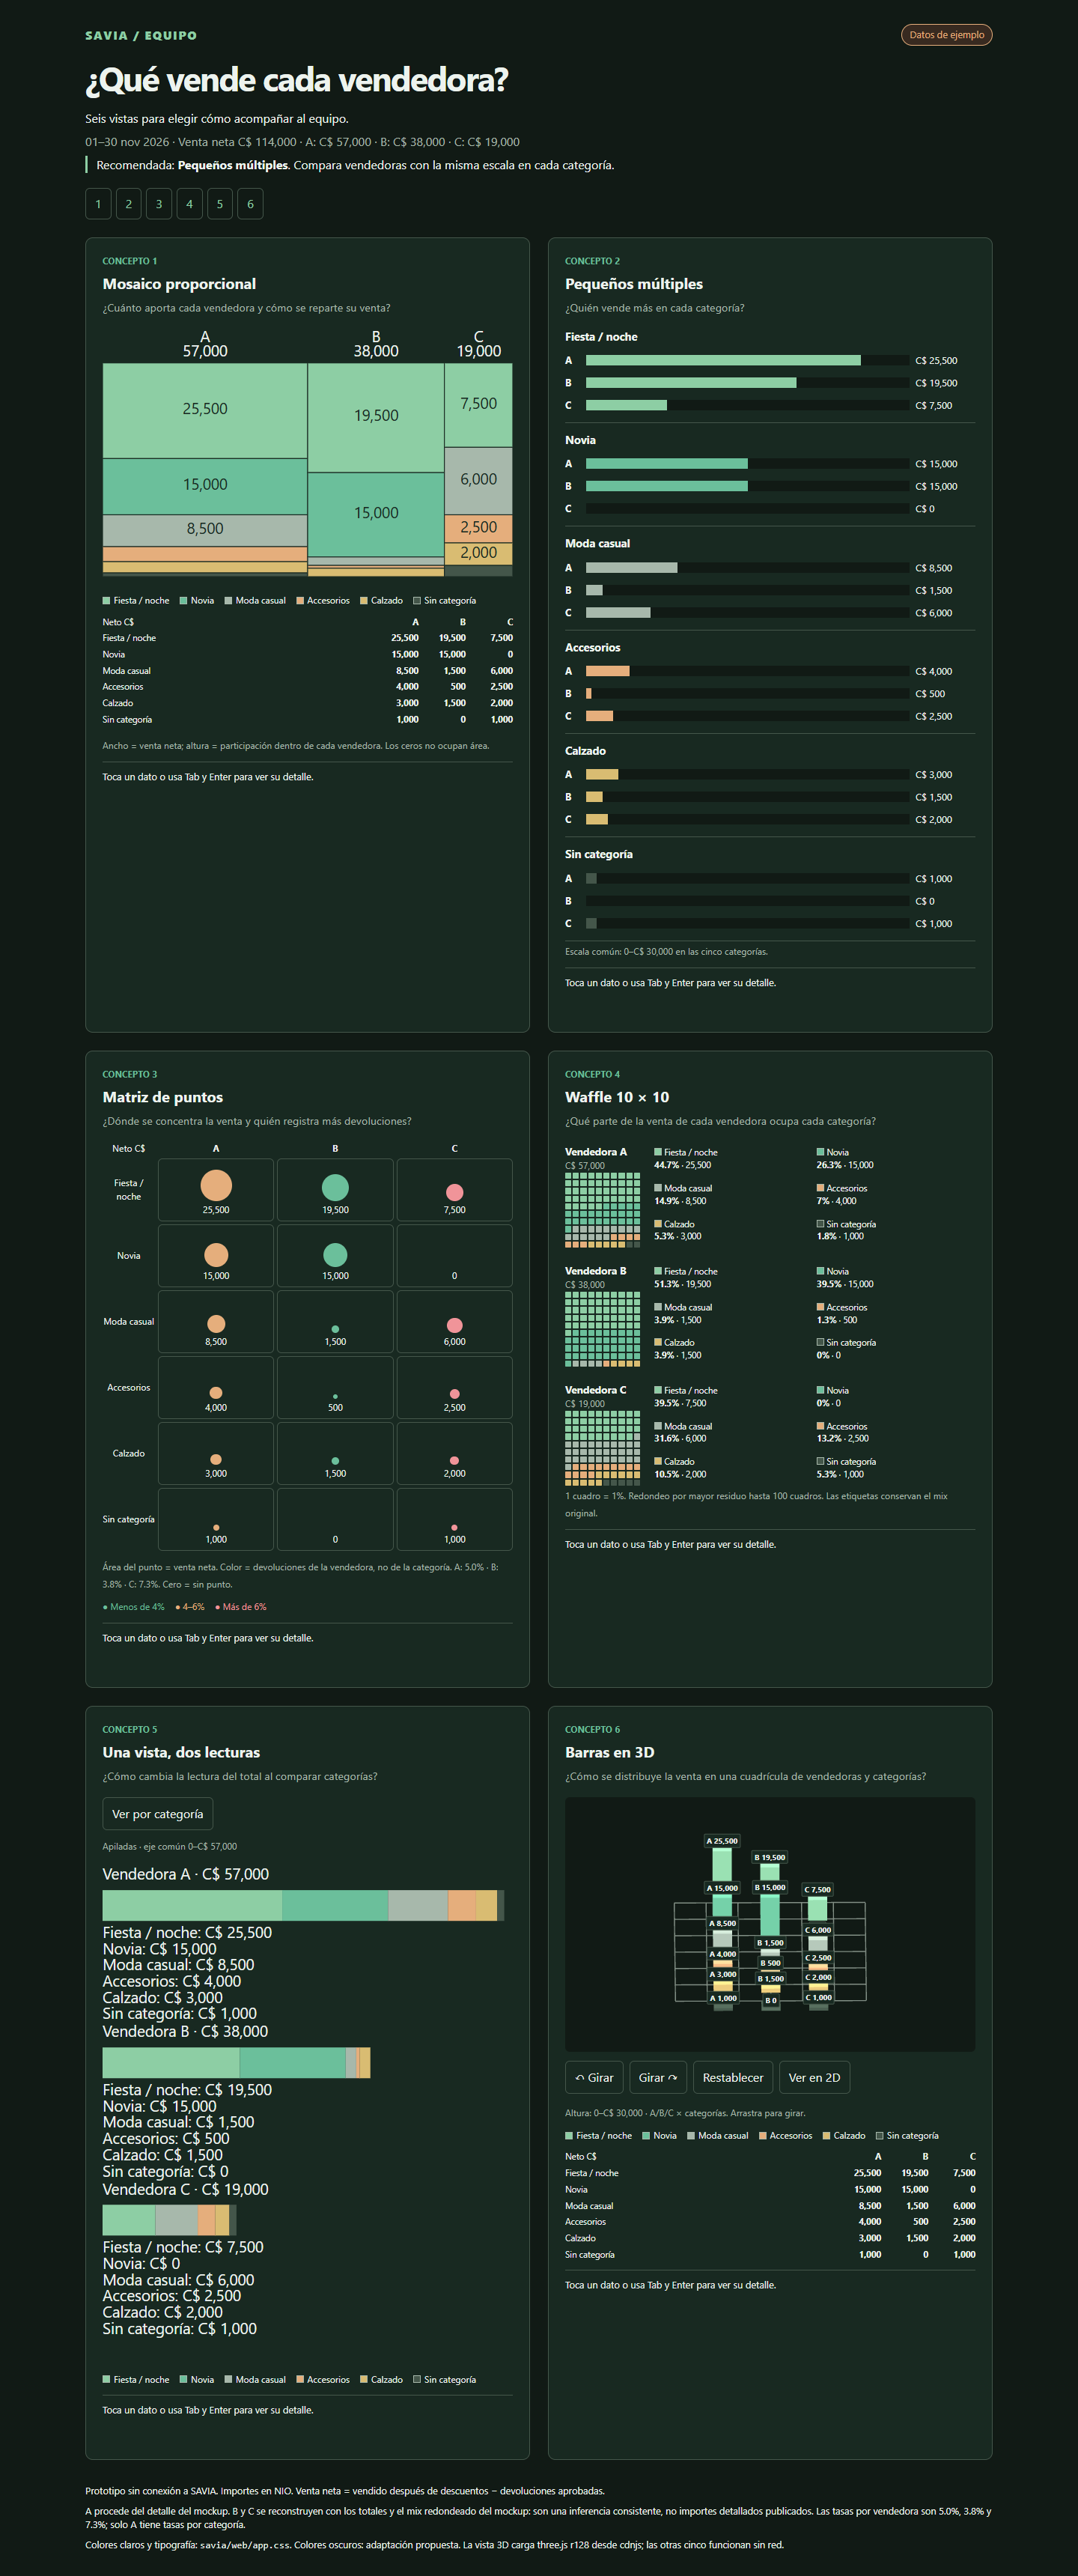 SAVIA / EQUIPO
Datos de ejemplo
¿Qué vende cada vendedora?
Seis vistas para elegir cómo acompañar al equipo.
01–30 nov 2026 · Venta neta C$ 114,000 · A: C$ 57,000 · B: C$ 38,000 · C: C$ 19,000
Recomendada: Pequeños múltiples. Compara vendedoras con la misma escala en cada categoría.
1 2 3 4 5 6
CONCEPTO 1
Mosaico proporcional
¿Cuánto aporta cada vendedora y cómo se reparte su venta?
A B C
57,000 38,000 19,000
25,500
15,000
8,500
19,500
15,000
7,500
6,000
2,500
2,000
Fiesta / noche Novia Moda casual Accesorios Calzado Sin categoría
Neto C$ A B C
Fiesta / noche 25,500 19,500 7,500
Novia 15,000 15,000 0
Moda casual 8,500 1,500 6,000
Accesorios 4,000 500 2,500
Calzado 3,000 1,500 2,000
Sin categoría 1,000 0 1,000
Ancho = venta neta; altura = participación dentro de cada vendedora. Los ceros no ocupan área.
Toca un dato o usa Tab y Enter para ver su detalle.
CONCEPTO 2
Pequeños múltiples
¿Quién vende más en cada categoría?
Fiesta / noche
A C$ 25,500
B C$ 19,500
C C$ 7,500
Novia
A C$ 15,000
B C$ 15,000
C C$ 0
Moda casual
A C$ 8,500
B C$ 1,500
C C$ 6,000
Accesorios
A C$ 4,000
B C$ 500
C C$ 2,500
Calzado
A C$ 3,000
B C$ 1,500
C C$ 2,000
Sin categoría
A C$ 1,000
B C$ 0
C C$ 1,000
Escala común: 0–C$ 30,000 en las cinco categorías.
Toca un dato o usa Tab y Enter para ver su detalle.
CONCEPTO 3
Matriz de puntos
¿Dónde se concentra la venta y quién registra más devoluciones?
Neto C$ A B C
Fiesta / noche 25,500 19,500 7,500
Novia 15,000 15,000 0
Moda casual 8,500 1,500 6,000
Accesorios 4,000 500 2,500
Calzado 3,000 1,500 2,000
Sin categoría 1,000 0 1,000
Área del punto = venta neta. Color = devoluciones de la vendedora, no de la categoría. A: 5.0% · B:
3.8% · C: 7.3%. Cero = sin punto.
● Menos de 4% ● 4–6% ● Más de 6%
Toca un dato o usa Tab y Enter para ver su detalle.
CONCEPTO 4
Waffle 10 × 10
¿Qué parte de la venta de cada vendedora ocupa cada categoría?
Vendedora A
C$ 57,000
Fiesta / noche Novia
44.7% · 25,500 26.3% · 15,000
Moda casual Accesorios
14.9% · 8,500 7% · 4,000
Calzado Sin categoría
5.3% · 3,000 1.8% · 1,000
Vendedora B
C$ 38,000
Fiesta / noche Novia
51.3% · 19,500 39.5% · 15,000
Moda casual Accesorios
3.9% · 1,500 1.3% · 500
Calzado Sin categoría
3.9% · 1,500 0% · 0
Vendedora C
C$ 19,000
Fiesta / noche Novia
39.5% · 7,500 0% · 0
Moda casual Accesorios
31.6% · 6,000 13.2% · 2,500
Calzado Sin categoría
10.5% · 2,000 5.3% · 1,000
1 cuadro = 1%. Redondeo por mayor residuo hasta 100 cuadros. Las etiquetas conservan el mix
original.
Toca un dato o usa Tab y Enter para ver su detalle.
CONCEPTO 5
Una vista, dos lecturas
¿Cómo cambia la lectura del total al comparar categorías?
Ver por categoría
Apiladas · eje común 0–C$ 57,000
Vendedora A · C$ 57,000
Fiesta / noche: C$ 25,500
Novia: C$ 15,000
Moda casual: C$ 8,500
Accesorios: C$ 4,000
Calzado: C$ 3,000
Sin categoría: C$ 1,000
Vendedora B · C$ 38,000
Fiesta / noche: C$ 19,500
Novia: C$ 15,000
Moda casual: C$ 1,500
Accesorios: C$ 500
Calzado: C$ 1,500
Sin categoría: C$ 0
Vendedora C · C$ 19,000
Fiesta / noche: C$ 7,500
Novia: C$ 0
Moda casual: C$ 6,000
Accesorios: C$ 2,500
Calzado: C$ 2,000
Sin categoría: C$ 1,000
Fiesta / noche Novia Moda casual Accesorios Calzado Sin categoría
Toca un dato o usa Tab y Enter para ver su detalle.
CONCEPTO 6
Barras en 3D
¿Cómo se distribuye la venta en una cuadrícula de vendedoras y categorías?
A 25,500
B 19,500
A 15,000 B 15,000 C 7,500
A 8,500
C 6,000
B 1,500
A 4,000 B 500 C 2,500
A 3,000 B 1,500 C 2,000
A 1,000 B 0 C 1,000
↶ Girar Girar ↷ Restablecer Ver en 2D
Altura: 0–C$ 30,000 · A/B/C × categorías. Arrastra para girar.
Fiesta / noche Novia Moda casual Accesorios Calzado Sin categoría
Neto C$ A B C
Fiesta / noche 25,500 19,500 7,500
Novia 15,000 15,000 0
Moda casual 8,500 1,500 6,000
Accesorios 4,000 500 2,500
Calzado 3,000 1,500 2,000
Sin categoría 1,000 0 1,000
Toca un dato o usa Tab y Enter para ver su detalle.
Prototipo sin conexión a SAVIA. Importes en NIO. Venta neta = vendido después de descuentos − devoluciones aprobadas.
A procede del detalle del mockup. B y C se reconstruyen con los totales y el mix redondeado del mockup: son una inferencia consistente, no importes detallados publicados. Las tasas por vendedora son 5.0%, 3.8% y
7.3%; solo A tiene tasas por categoría.
Colores claros y tipografía: savia/web/app.css. Colores oscuros: adaptación propuesta. La vista 3D carga three.js r128 desde cdnjs; las otras cinco funcionan sin red.